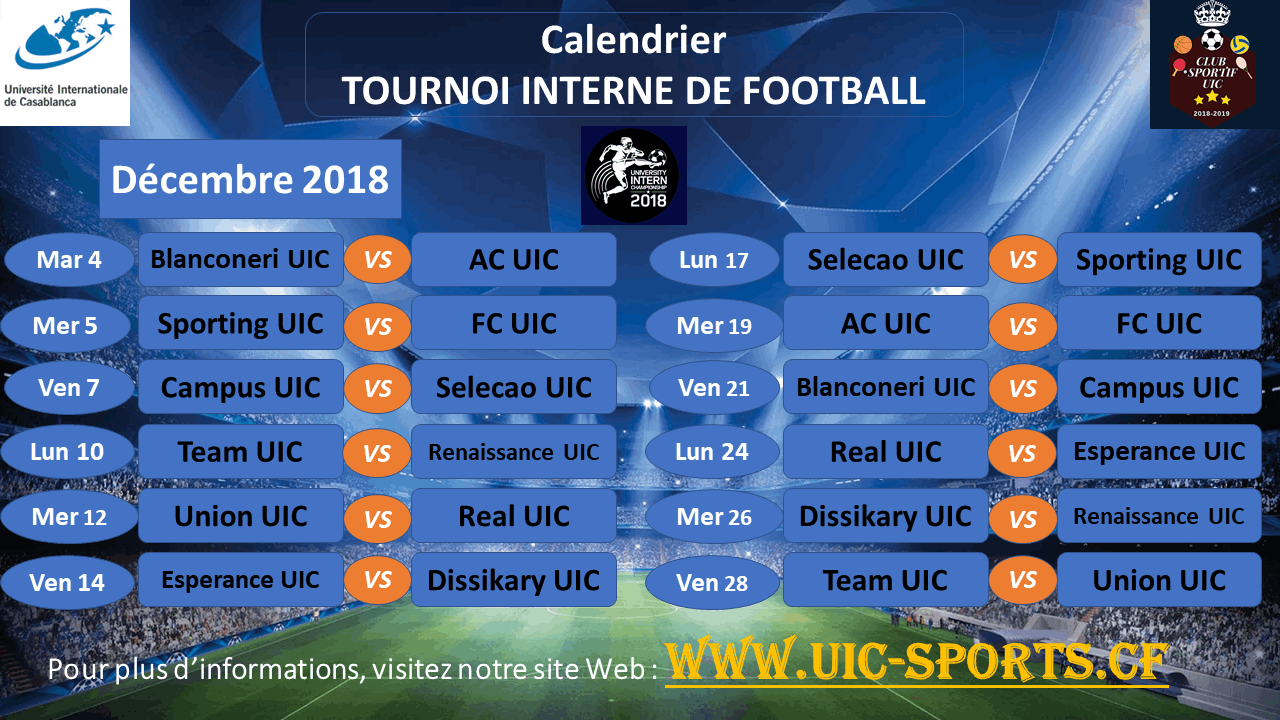 Université Internationale
de Casablanca
Calendrier
TOURNOI INTERNE DE FOOTBALL
CLUB
SPORTIF
UIC
2018-2019
Décembre 2018
UNIVERSITY
INTERN
CHAMPIONSHIP
2018
Mar 4 Blanconeri UIC VS AC UIC
Mer 5 Sporting UIC VS FC UIC
Ven 7 Campus UIC VS Selecao UIC
Lun 10 Team UIC VS Renaissance UIC
Mer 12 Union UIC VS Real UIC
Ven 14 Esperance UIC VS Dissikary UIC
Lun 17 Selecao UIC VS Sporting UIC
Mer 19 AC UIC VS FC UIC
Ven 21 Blanconeri UIC VS Campus UIC
Lun 24 Real UIC VS Esperance UIC
Mer 26 Dissikary UIC VS Renaissance UIC
Ven 28 Team UIC VS Union UIC
Pour plus d'informations, visitez notre site Web : WWW.UIC-SPORTS.CF